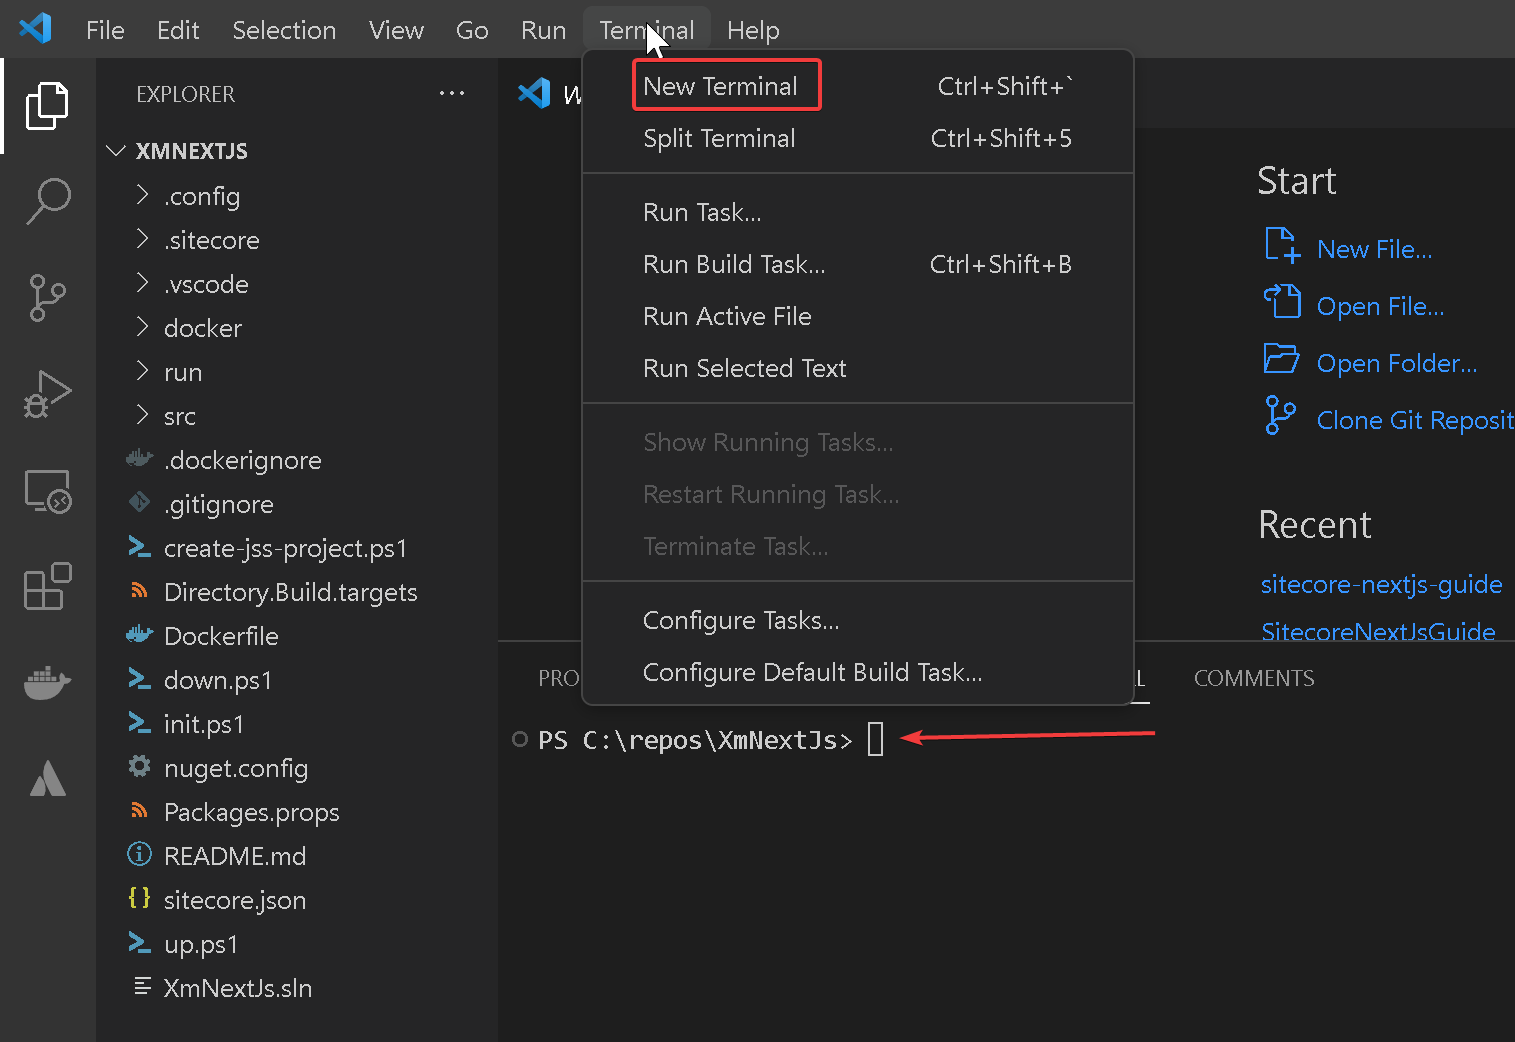 File Edit Selection View Go Run Terminal Help
EXPLORER ...
XMNEXTJS
.config
.sitecore
.vscode
docker
run
src
.dockerignore
.gitignore
create-jss-project.ps1
Directory.Build.targets
Dockerfile
down.ps1
init.ps1
nuget.config
Packages.props
README.md
sitecore.json
up.ps1
XmNextJs.sln
New Terminal Ctrl+Shift+`
Split Terminal Ctrl+Shift+5
Run Task...
Run Build Task... Ctrl+Shift+B
Run Active File
Run Selected Text
Show Running Tasks...
Restart Running Task...
Terminate Task...
Configure Tasks...
Configure Default Build Task...
Start
New File...
Open File...
Open Folder...
Clone Git Reposit
Recent
sitecore-nextjs-guide
SitecoreNextJsGuide
PRO
L COMMENTS
PS C:\repos\XmNextJs>